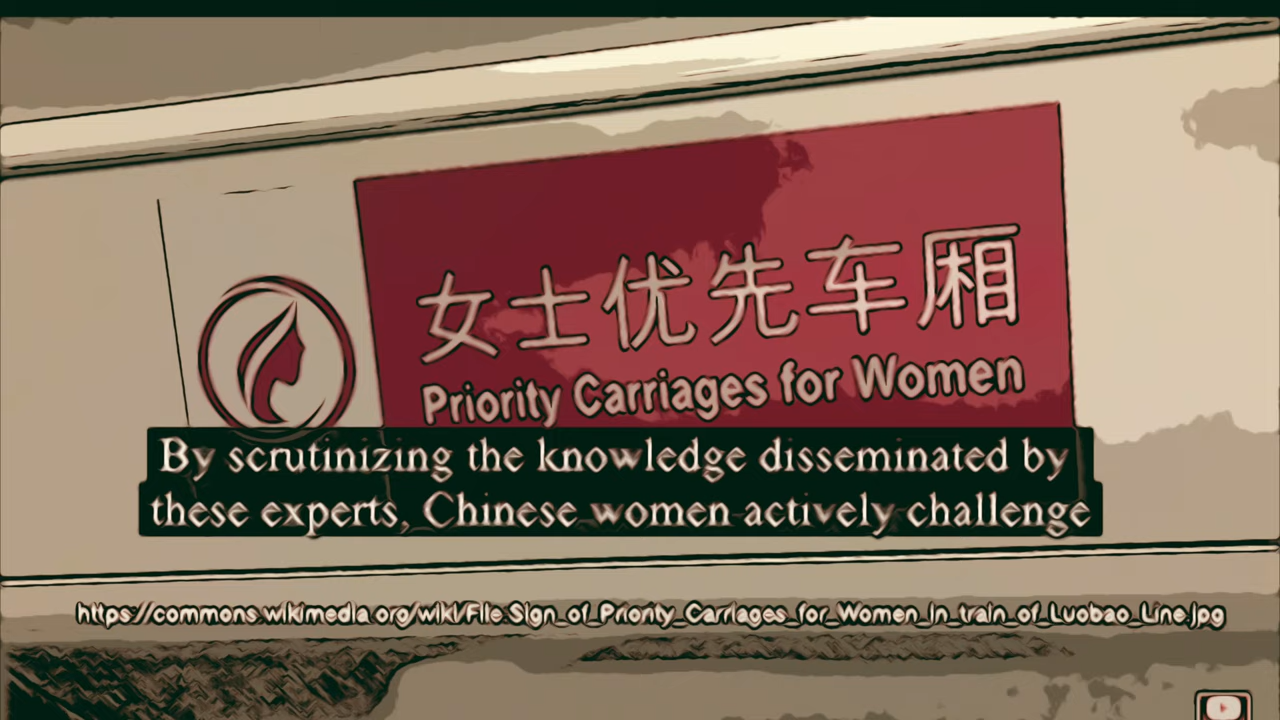 女士优先车厢
Priority Carriages for Women
By scrutinizing the knowledge disseminated by
these experts, Chinese women actively challenge
https://commons.wikimedia.org/wiki/File:Sign_of_Priority_Carriages_for_Women_in_train_of_Luobao_Line.jpg